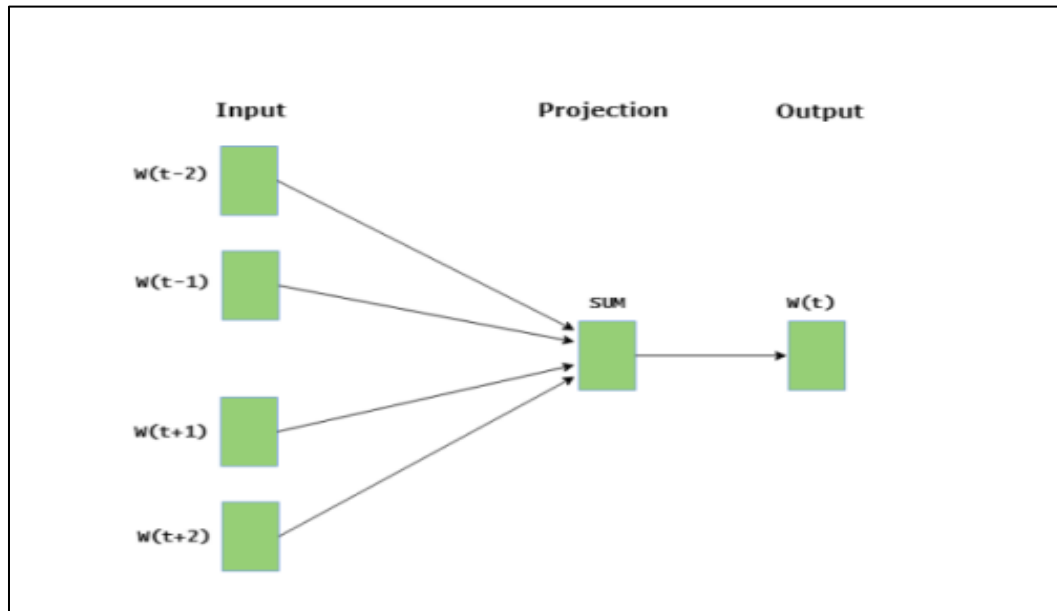 Input Projection Output
W(t-2)
W(t-1)
SUM W(t)
W(t+1)
W(t+2)